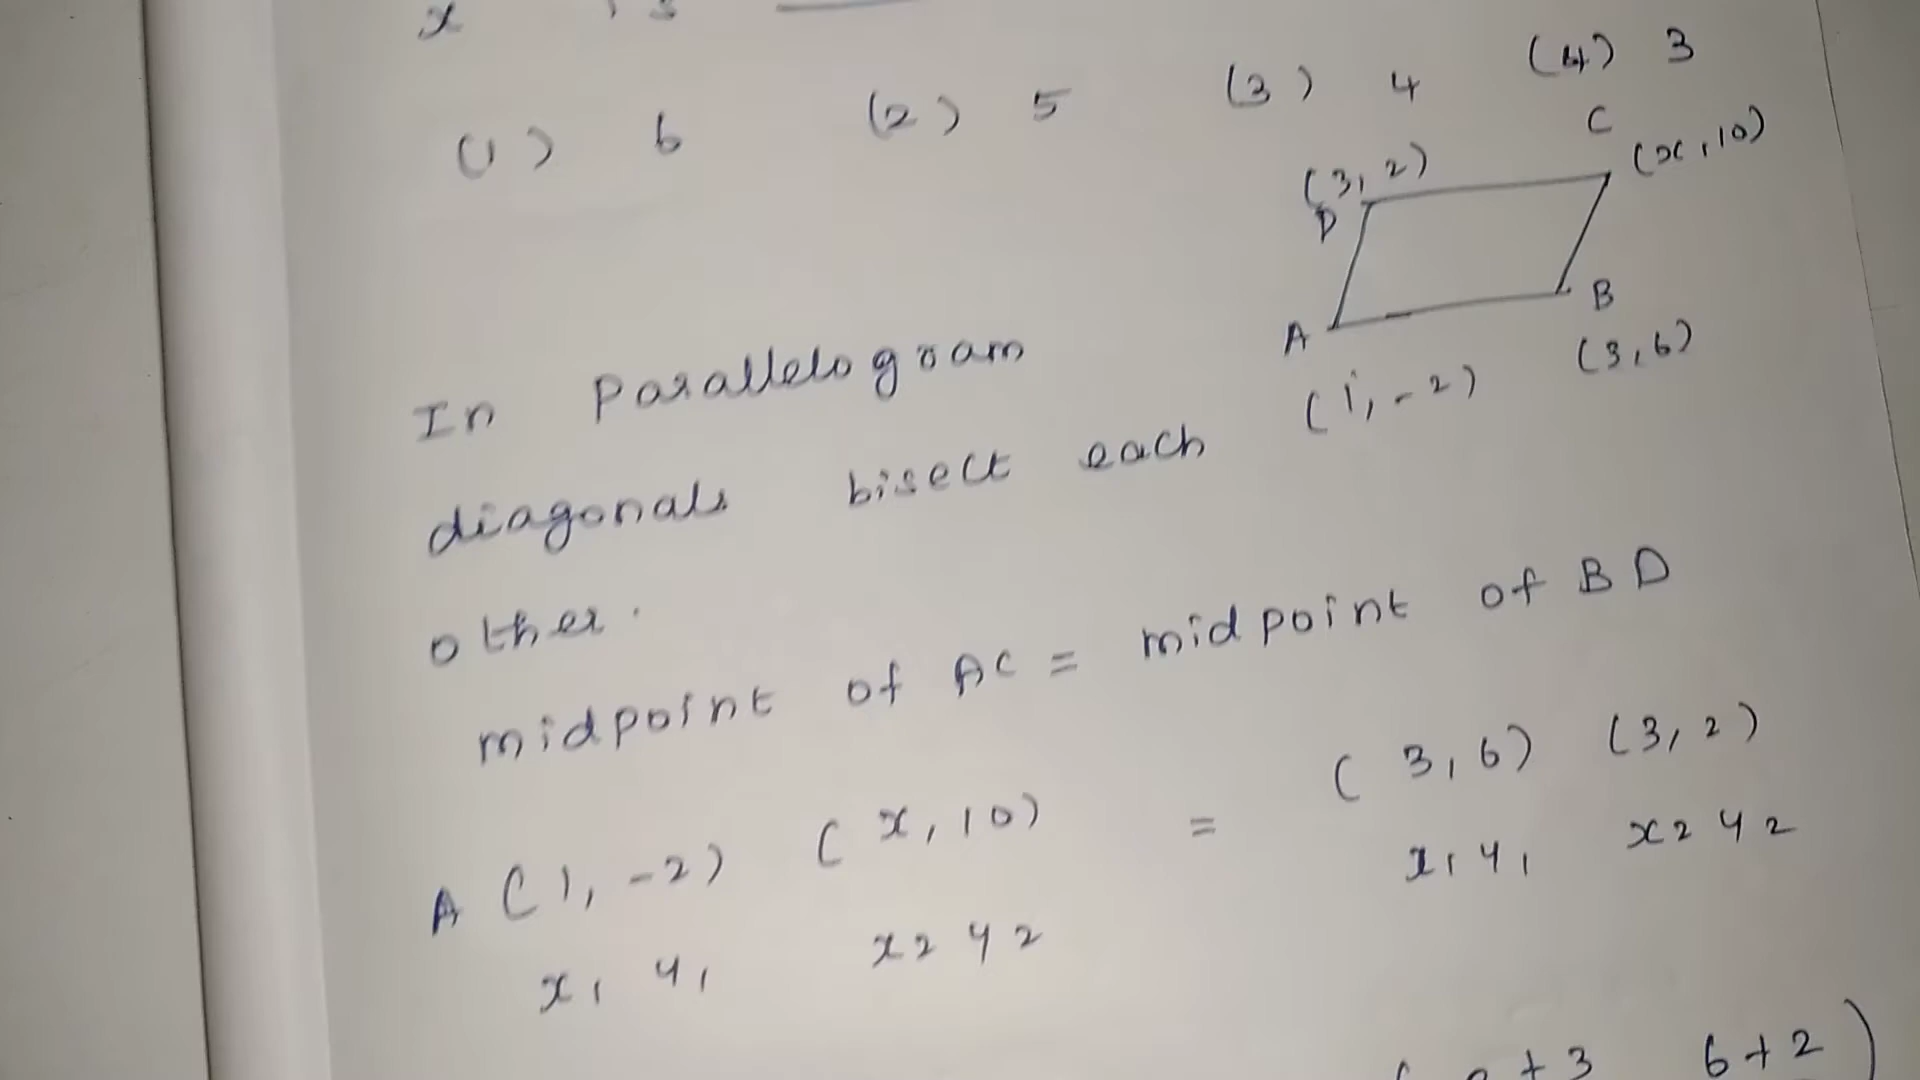 x is
(1) 6 (2) 5 (3) 4 (4) 3
C
(3, 2) (x, 10)
D
A B
(1, -2) (3, 6)
In Parallelogram
diagonals bisect each
other.
midpoint of AC = midpoint of BD
A (1, -2) (x, 10) = (3, 6) (3, 2)
x1 y1 x2 y2 x1 y1 x2 y2
+ 3 6 + 2 )